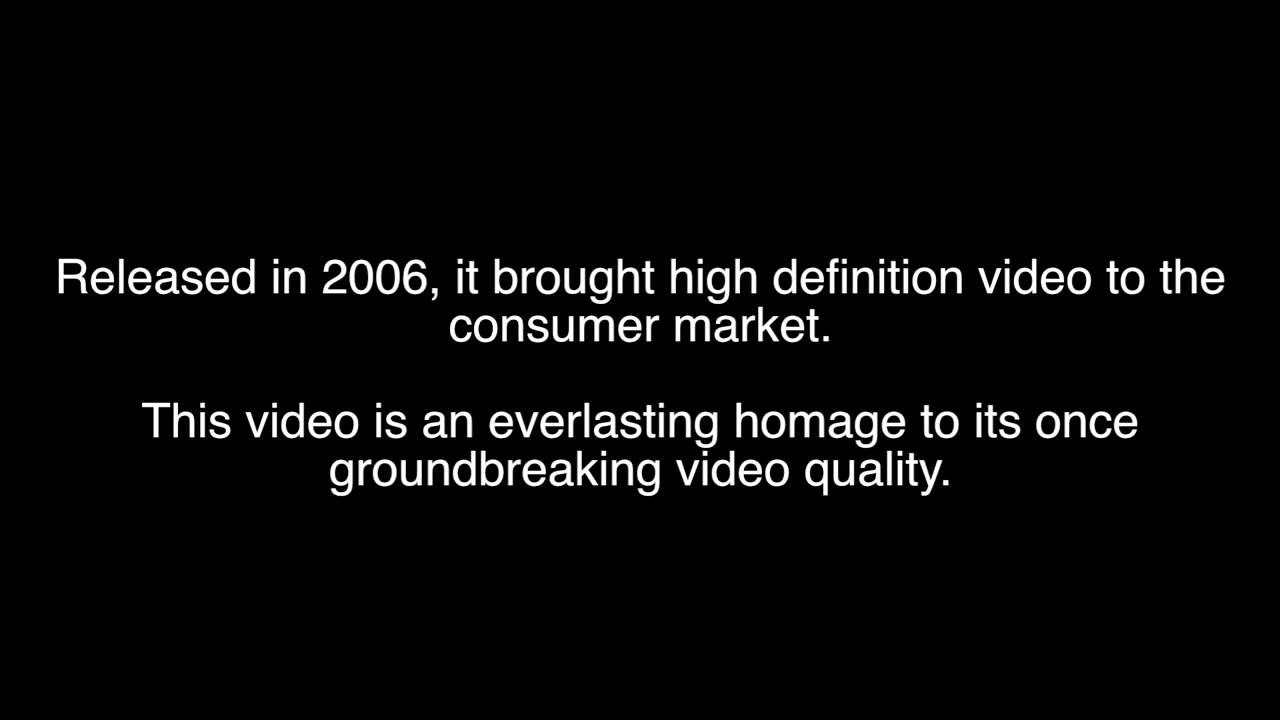 Released in 2006, it brought high definition video to the
consumer market.
This video is an everlasting homage to its once
groundbreaking video quality.